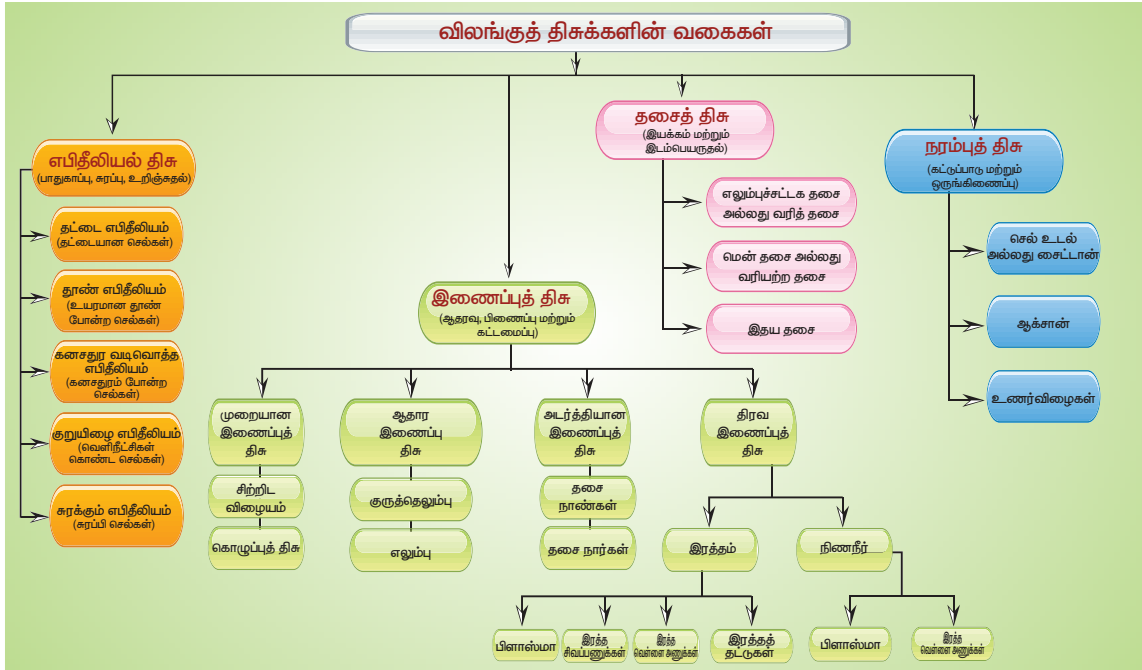 விலங்குத் திசுக்களின் வகைகள்
எபிதீலியல் திசு
(பாதுகாப்பு, சுரப்பு, உறிஞ்சுதல்)
தட்டை எபிதீலியம்
(தட்டையான செல்கள்)
தூண் எபிதீலியம்
(உயரமான தூண்
போன்ற செல்கள்)
கனசதுர வடிவொத்த
எபிதீலியம்
(கனசதுரம் போன்ற
செல்கள்)
குறுயிழை எபிதீலியம்
(வெளிநீட்சிகள்
கொண்ட செல்கள்)
சுரக்கும் எபிதீலியம்
(சுரப்பி செல்கள்)
இணைப்புத் திசு
(ஆதரவு, பிணைப்பு மற்றும்
கட்டமைப்பு)
முறையான
இணைப்புத்
திசு
சிற்றிட
விழையம்
கொழுப்புத் திசு
ஆதார
இணைப்பு
திசு
குருத்தெலும்பு
எலும்பு
அடர்த்தியான
இணைப்புத்
திசு
தசை
நாண்கள்
தசை நார்கள்
திரவ
இணைப்புத்
திசு
இரத்தம்
பிளாஸ்மா
இரத்த
சிவப்பணுக்கள்
இரத்த
வெள்ளை அணுக்கள்
இரத்தத்
தட்டுகள்
நிணநீர்
பிளாஸ்மா
இரத்த
வெள்ளை அணுக்கள்
தசைத் திசு
(இயக்கம் மற்றும்
இடம்பெயருதல்)
எலும்புச்சட்டக தசை
அல்லது வரித் தசை
மென் தசை அல்லது
வரியற்ற தசை
இதய தசை
நரம்புத் திசு
(கட்டுப்பாடு மற்றும்
ஒருங்கிணைப்பு)
செல் உடல்
அல்லது சைட்டான்
ஆக்சான்
உணர்விழைகள்